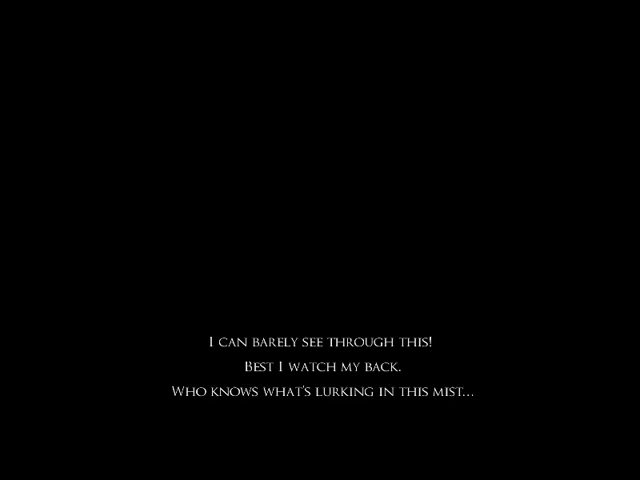 I can barely see through this!
Best I watch my back.
Who knows what's lurking in this mist...